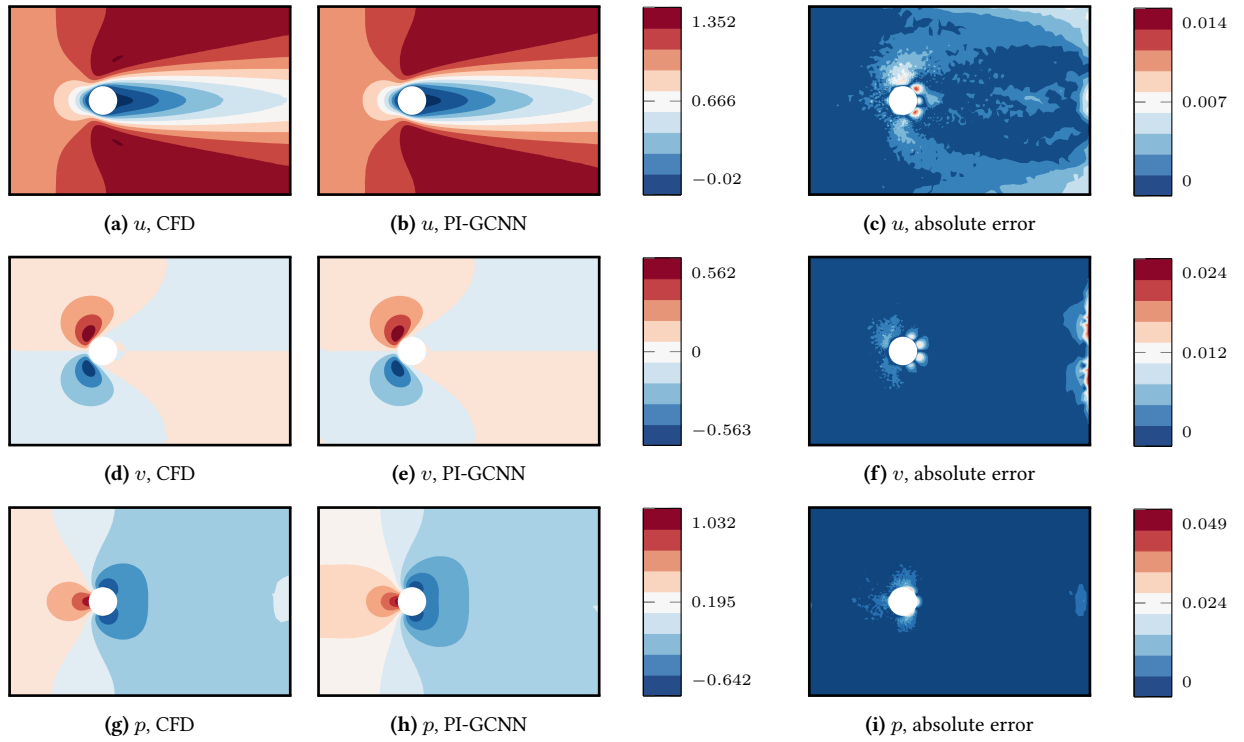 1.352
0.666
−0.02
0.014
0.007
0
(a) u, CFD
(b) u, PI-GCNN
(c) u, absolute error
0.562
0
−0.563
0.024
0.012
0
(d) v, CFD
(e) v, PI-GCNN
(f) v, absolute error
1.032
0.195
−0.642
0.049
0.024
0
(g) p, CFD
(h) p, PI-GCNN
(i) p, absolute error